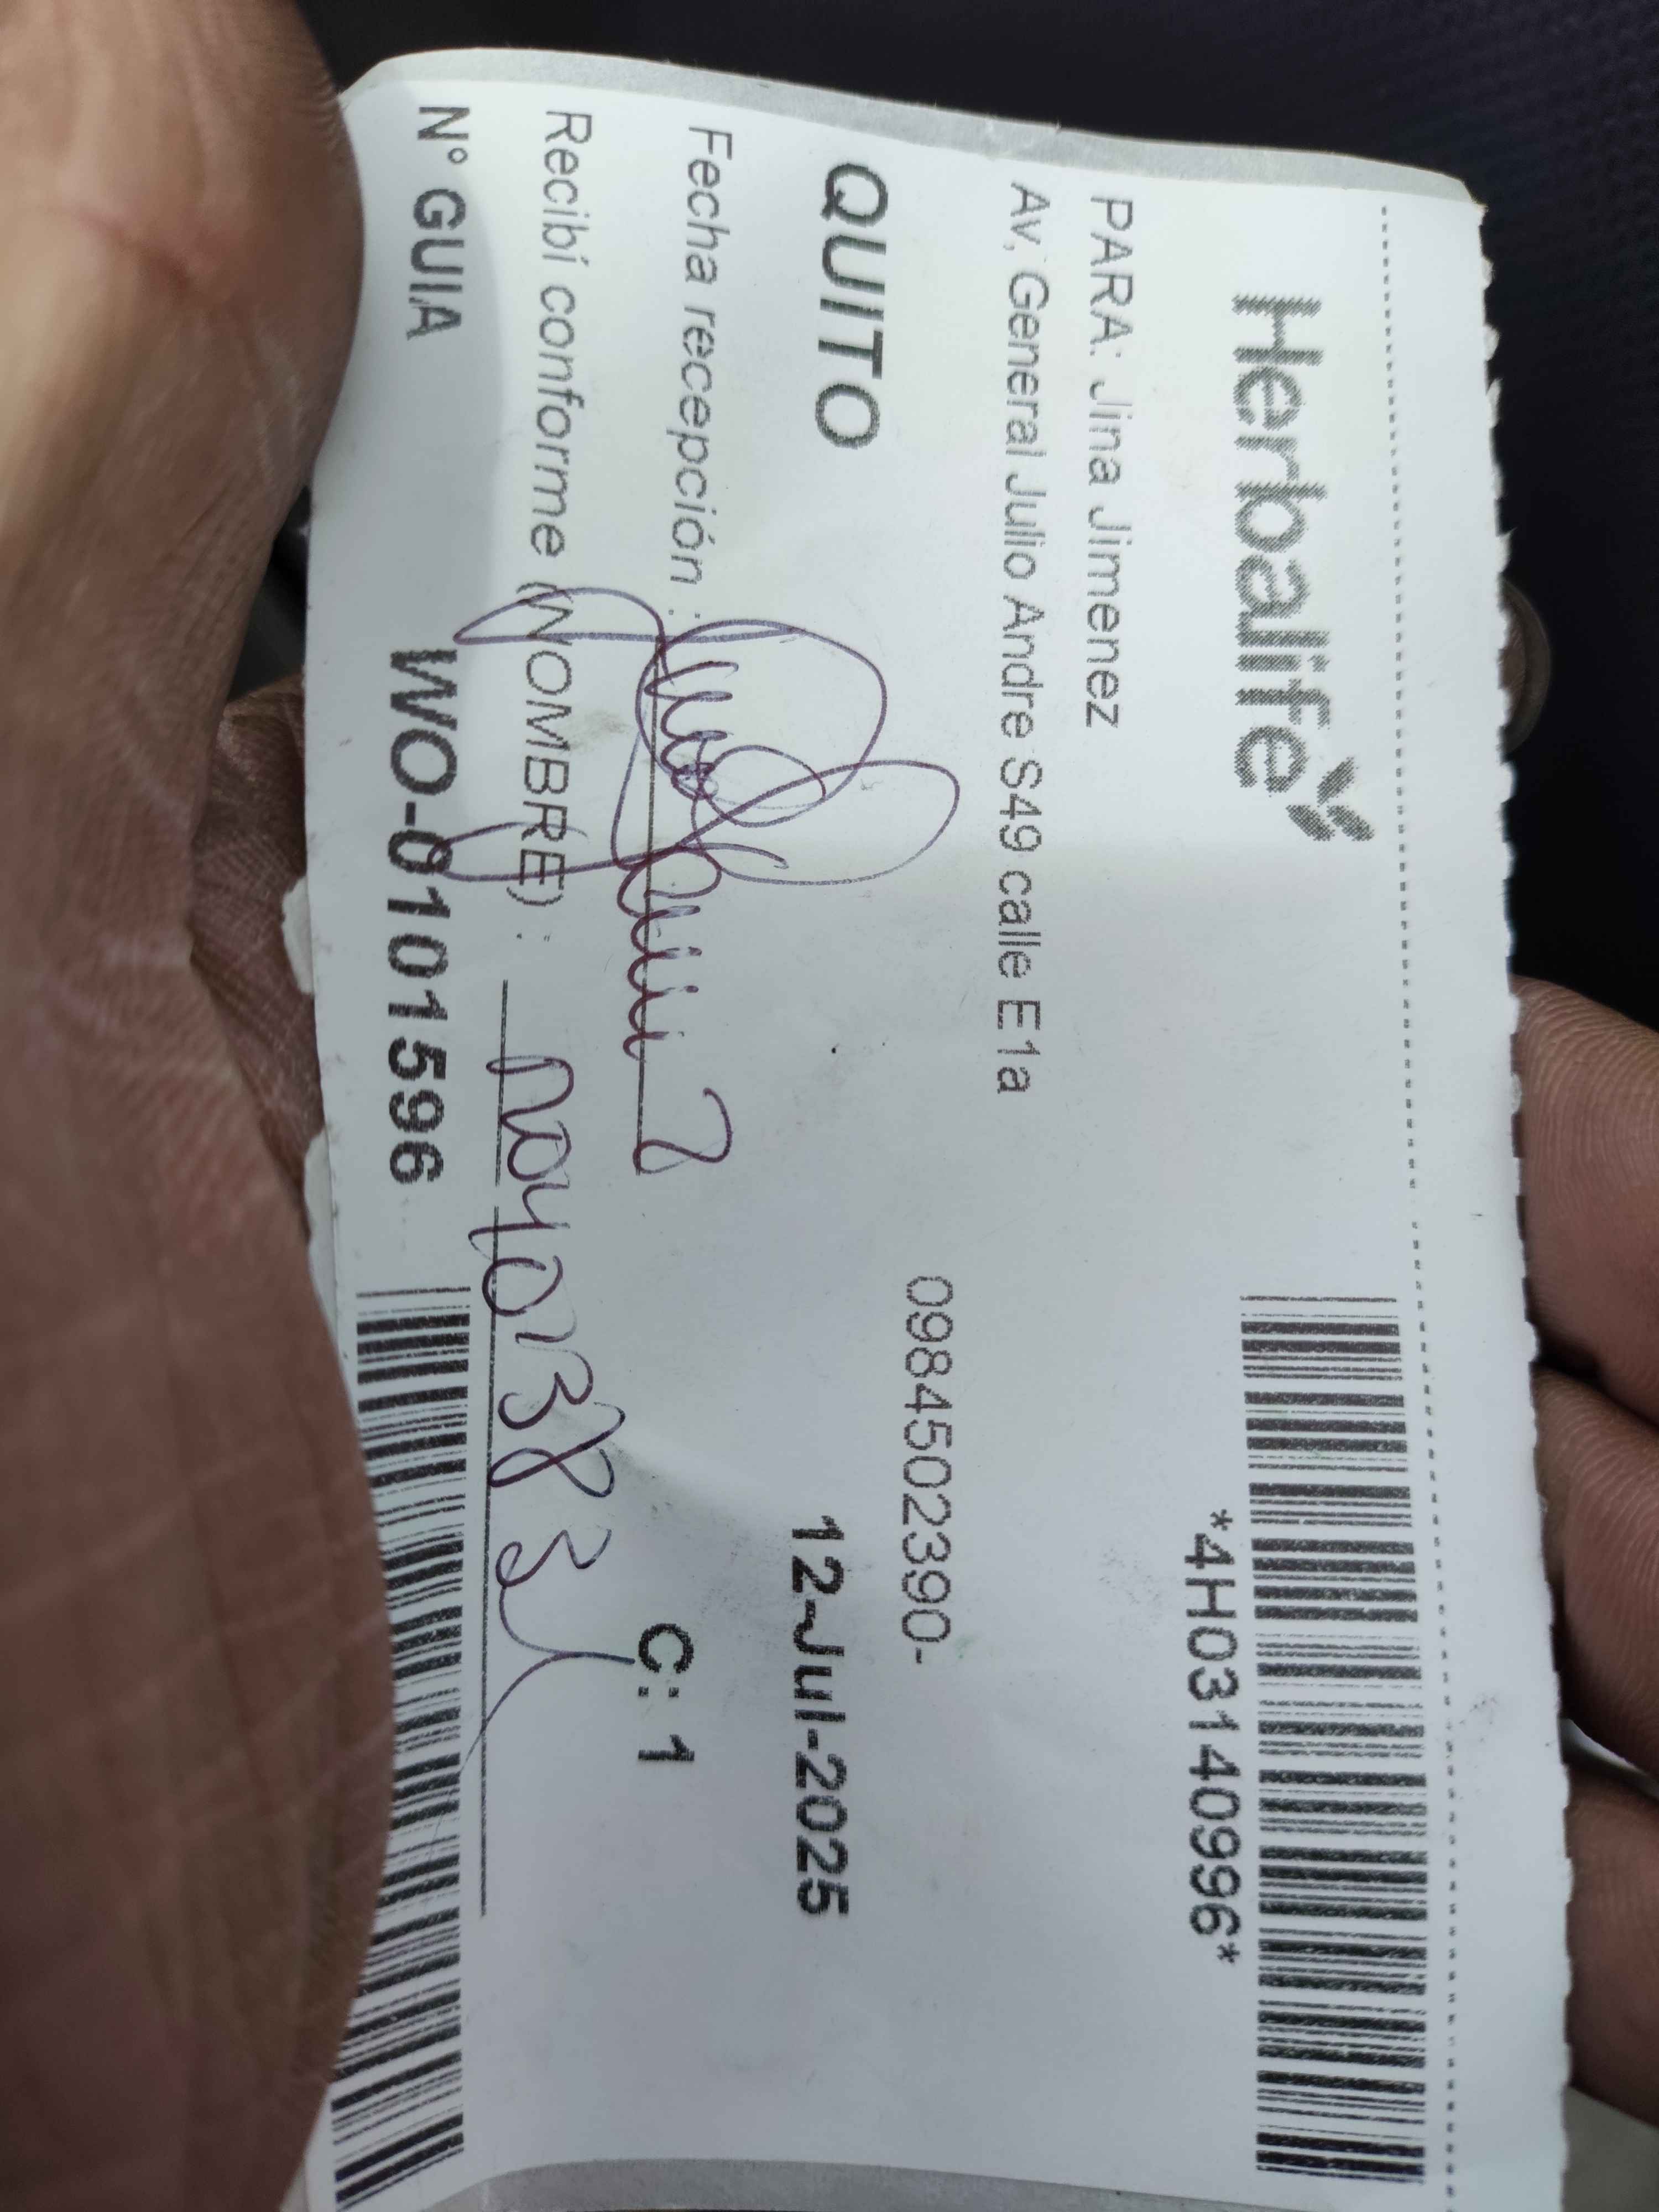 Herbalife
*4H03140996*
PARA: Jina Jimenez
Av, General Julio Andre S49 calle E1a
0984502390-
QUITO
12-Jul-2025
Fecha recepción :
C: 1
Recibí conforme (NOMBRE) :
N° GUIA WO-0101596